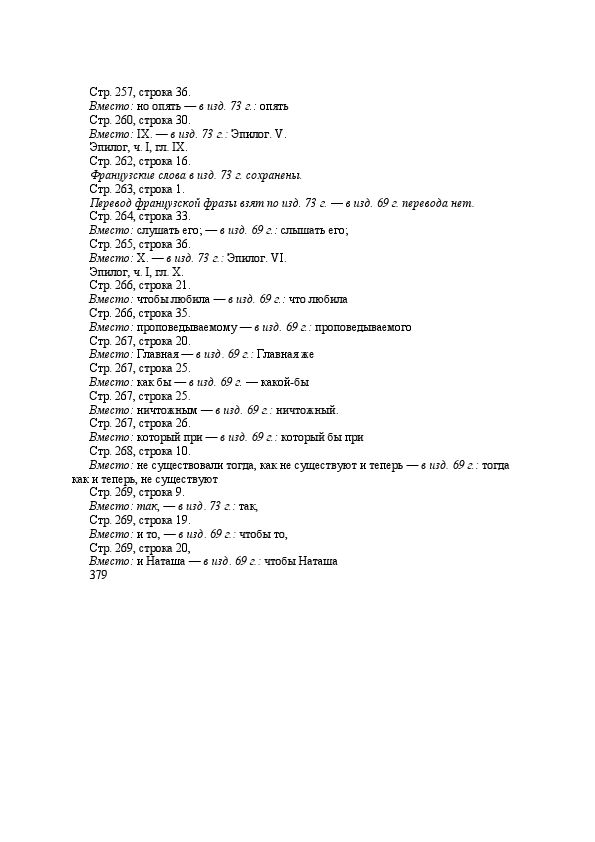 Стр. 257, строка 36.
Вместо: но опять — в изд. 73 г.: опять
Стр. 260, строка 30.
Вместо: IX. — в изд. 73 г.: Эпилог. V.
Эпилог, ч. I, гл. IX.
Стр. 262, строка 16.
Французские слова в изд. 73 г. сохранены.
Стр. 263, строка 1.
Перевод французской фразы взят по изд. 73 г. — в изд. 69 г. перевода нет.
Стр. 264, строка 33.
Вместо: слушать его; — в изд. 69 г.: слышать его;
Стр. 265, строка 36.
Вместо: X. — в изд. 73 г.: Эпилог. VI.
Эпилог, ч. I, гл. X.
Стр. 266, строка 21.
Вместо: чтобы любила — в изд. 69 г.: что любила
Стр. 266, строка 35.
Вместо: проповедываемому — в изд. 69 г.: проповедываемого
Стр. 267, строка 20.
Вместо: Главная — в изд. 69 г.: Главная же
Стр. 267, строка 25.
Вместо: как бы — в изд. 69 г. — какой-бы
Стр. 267, строка 25.
Вместо: ничтожным — в изд. 69 г.: ничтожный.
Стр. 267, строка 26.
Вместо: который при — в изд. 69 г.: который бы при
Стр. 268, строка 10.
Вместо: не существовали тогда, как не существуют и теперь — в изд. 69 г.: тогда
как и теперь, не существуют
Стр. 269, строка 9.
Вместо: так, — в изд. 73 г.: так,
Стр. 269, строка 19.
Вместо: и то, — в изд. 69 г.: чтобы то,
Стр. 269, строка 20,
Вместо: и Наташа — в изд. 69 г.: чтобы Наташа
379